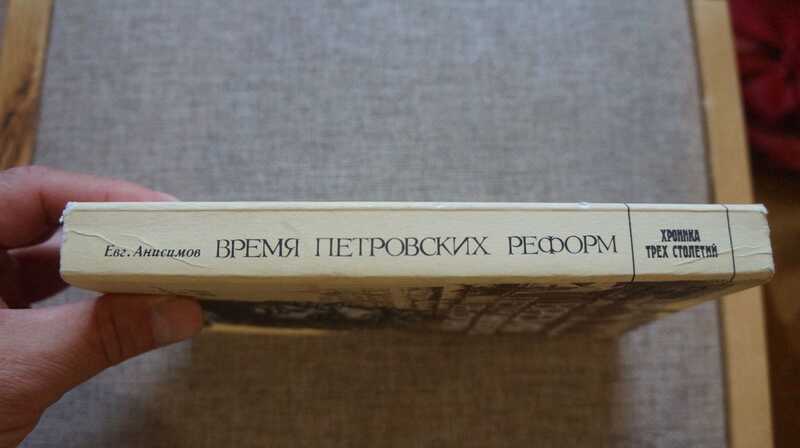 Евг. Анисимов ВРЕМЯ ПЕТРОВСКИХ РЕФОРМ
ХРОНИКА
ТРЕХ СТОЛЕТИЙ